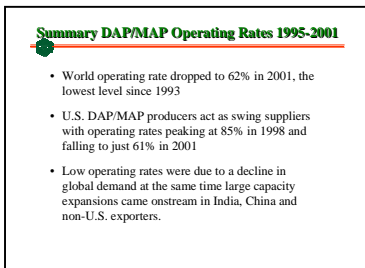 Summary DAP/MAP Operating Rates 1995-2001
• World operating rate dropped to 62% in 2001, the
lowest level since 1993
• U.S. DAP/MAP producers act as swing suppliers
with operating rates peaking at 85% in 1998 and
falling to just 61% in 2001
• Low operating rates were due to a decline in
global demand at the same time large capacity
expansions came onstream in India, China and
non-U.S. exporters.